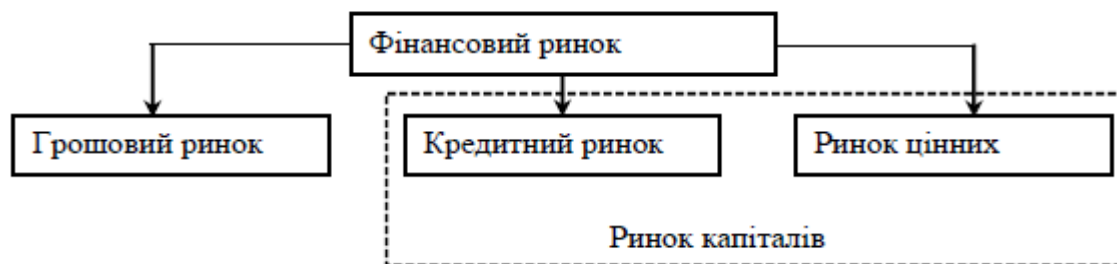 Фінансовий ринок
Грошовий ринок
Кредитний ринок
Ринок цінних
Ринок капіталів